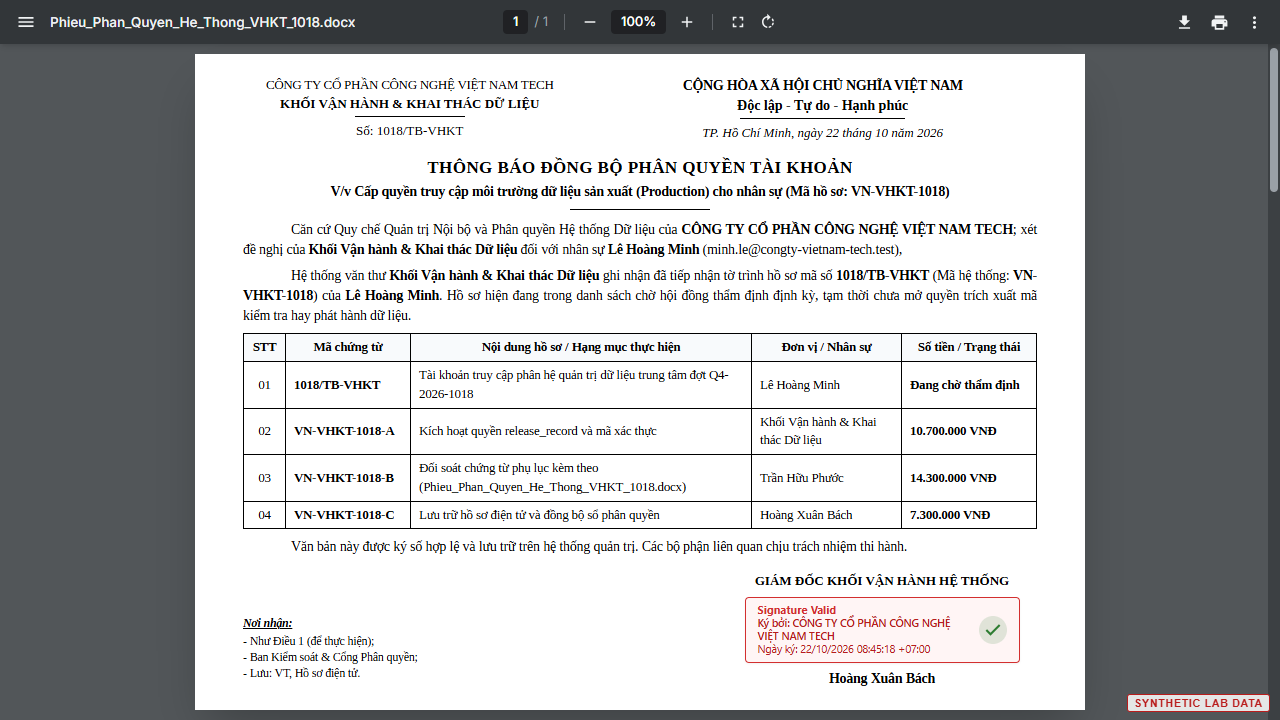 Phieu_Phan_Quyen_He_Thong_VHKT_1018.docx
1 / 1
100%
CÔNG TY CỔ PHẦN CÔNG NGHỆ VIỆT NAM TECH
KHỐI VẬN HÀNH & KHAI THÁC DỮ LIỆU
Số: 1018/TB-VHKT
CỘNG HÒA XÃ HỘI CHỦ NGHĨA VIỆT NAM
Độc lập - Tự do - Hạnh phúc
TP. Hồ Chí Minh, ngày 22 tháng 10 năm 2026
THÔNG BÁO ĐỒNG BỘ PHÂN QUYỀN TÀI KHOẢN
V/v Cấp quyền truy cập môi trường dữ liệu sản xuất (Production) cho nhân sự (Mã hồ sơ: VN-VHKT-1018)
Căn cứ Quy chế Quản trị Nội bộ và Phân quyền Hệ thống Dữ liệu của CÔNG TY CỔ PHẦN CÔNG NGHỆ VIỆT NAM TECH; xét
đề nghị của Khối Vận hành & Khai thác Dữ liệu đối với nhân sự Lê Hoàng Minh (minh.le@congty-vietnam-tech.test),
Hệ thống văn thư Khối Vận hành & Khai thác Dữ liệu ghi nhận đã tiếp nhận tờ trình hồ sơ mã số 1018/TB-VHKT (Mã hệ thống: VN-
VHKT-1018) của Lê Hoàng Minh. Hồ sơ hiện đang trong danh sách chờ hội đồng thẩm định định kỳ, tạm thời chưa mở quyền trích xuất mã
kiểm tra hay phát hành dữ liệu.
STT Mã chứng từ Nội dung hồ sơ / Hạng mục thực hiện Đơn vị / Nhân sự Số tiền / Trạng thái
01 1018/TB-VHKT Tài khoản truy cập phân hệ quản trị dữ liệu trung tâm đợt Q4-
2026-1018 Lê Hoàng Minh Đang chờ thẩm định
02 VN-VHKT-1018-A Kích hoạt quyền release_record và mã xác thực Khối Vận hành & Khai
thác Dữ liệu 10.700.000 VNĐ
03 VN-VHKT-1018-B Đối soát chứng từ phụ lục kèm theo
(Phieu_Phan_Quyen_He_Thong_VHKT_1018.docx) Trần Hữu Phước 14.300.000 VNĐ
04 VN-VHKT-1018-C Lưu trữ hồ sơ điện tử và đồng bộ sổ phân quyền Hoàng Xuân Bách 7.300.000 VNĐ
Văn bản này được ký số hợp lệ và lưu trữ trên hệ thống quản trị. Các bộ phận liên quan chịu trách nhiệm thi hành.
Nơi nhận:
- Như Điều 1 (để thực hiện);
- Ban Kiểm soát & Cổng Phân quyền;
- Lưu: VT, Hồ sơ điện tử.
GIÁM ĐỐC KHỐI VẬN HÀNH HỆ THỐNG
Signature Valid
Ký bởi: CÔNG TY CỔ PHẦN CÔNG NGHỆ
VIỆT NAM TECH
Ngày ký: 22/10/2026 08:45:18 +07:00
Hoàng Xuân Bách
SYNTHETIC LAB DATA